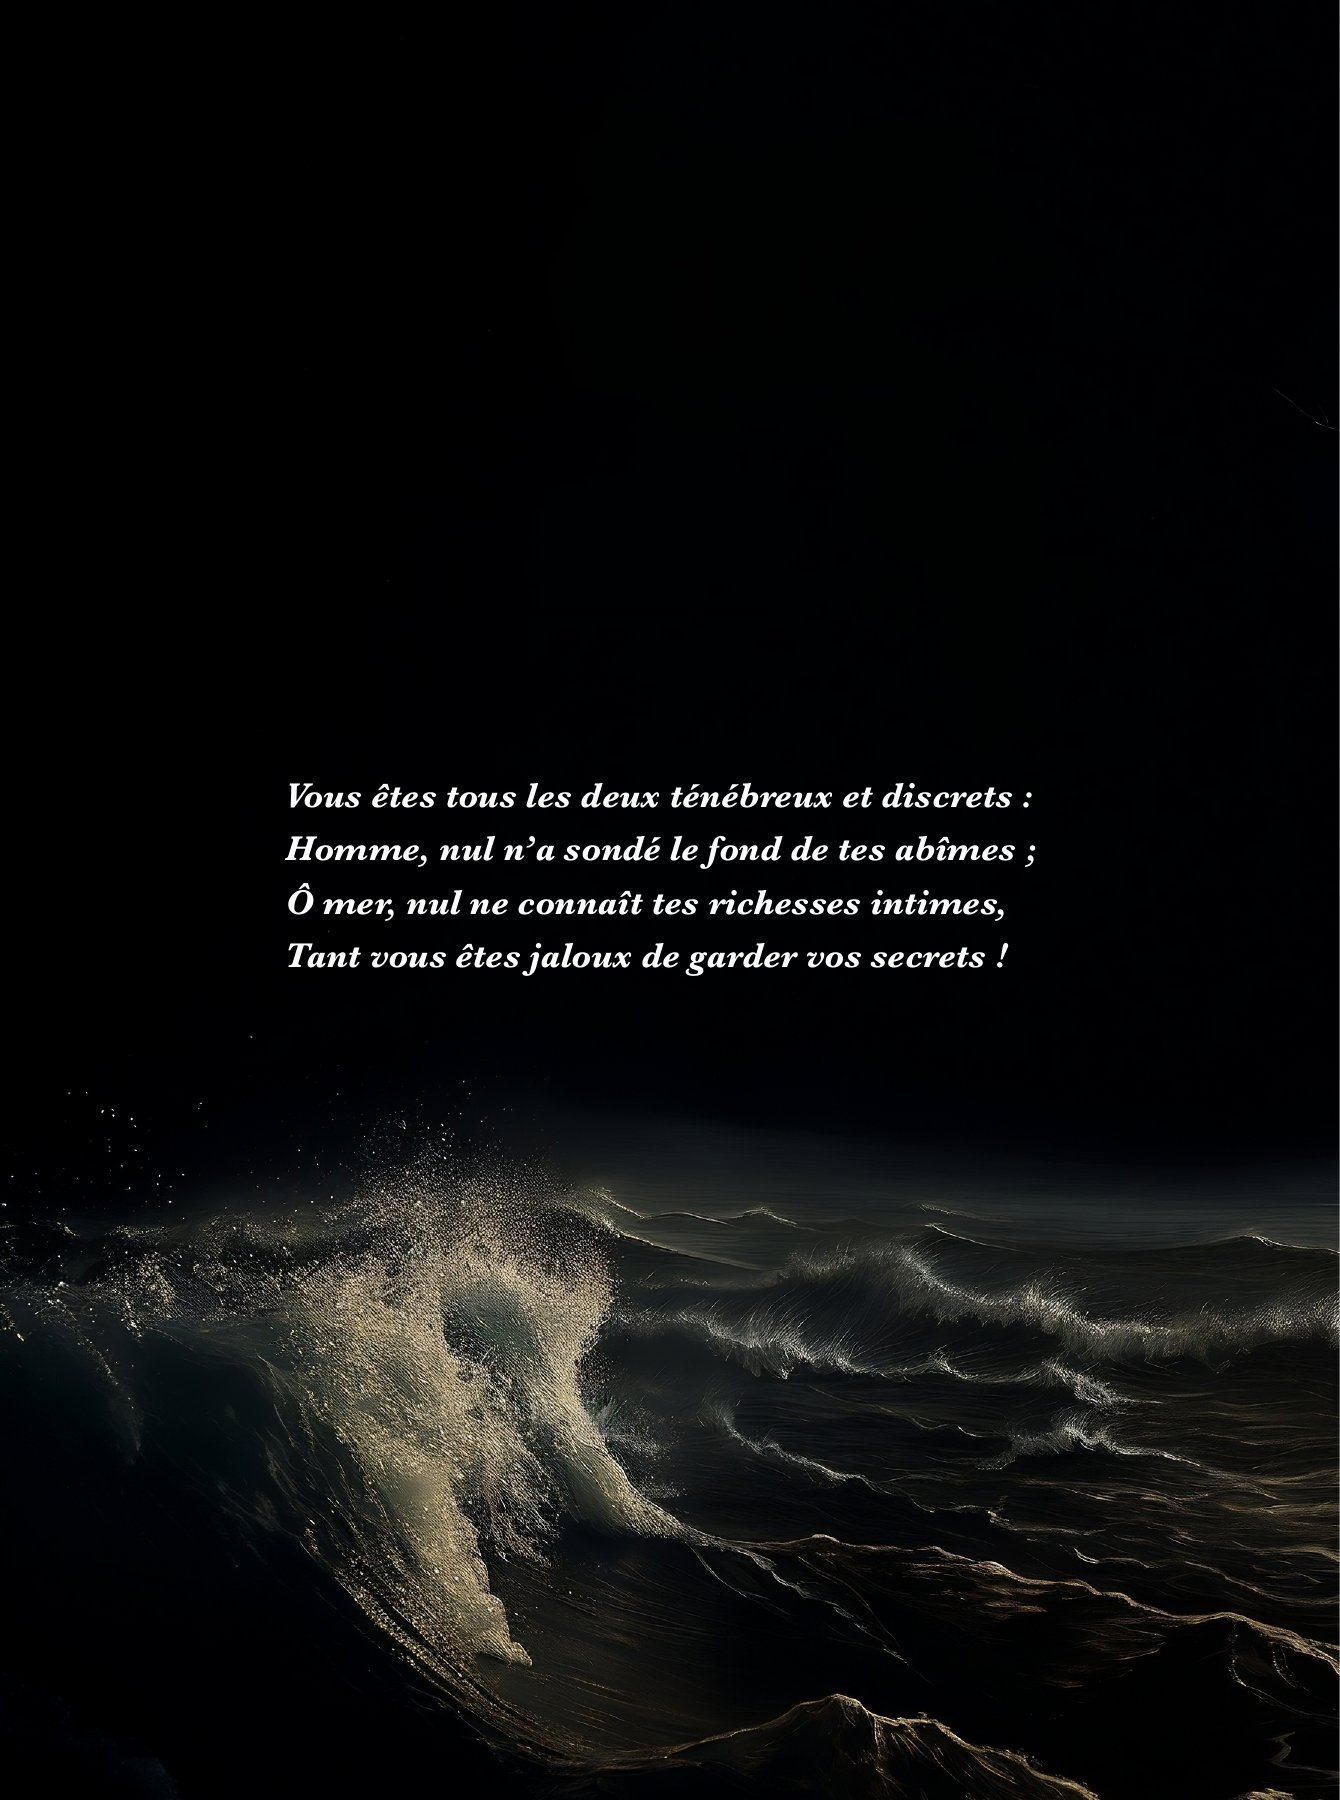 Vous êtes tous les deux ténébreux et discrets :
Homme, nul n’a sondé le fond de tes abîmes ;
Ô mer, nul ne connaît tes richesses intimes,
Tant vous êtes jaloux de garder vos secrets !